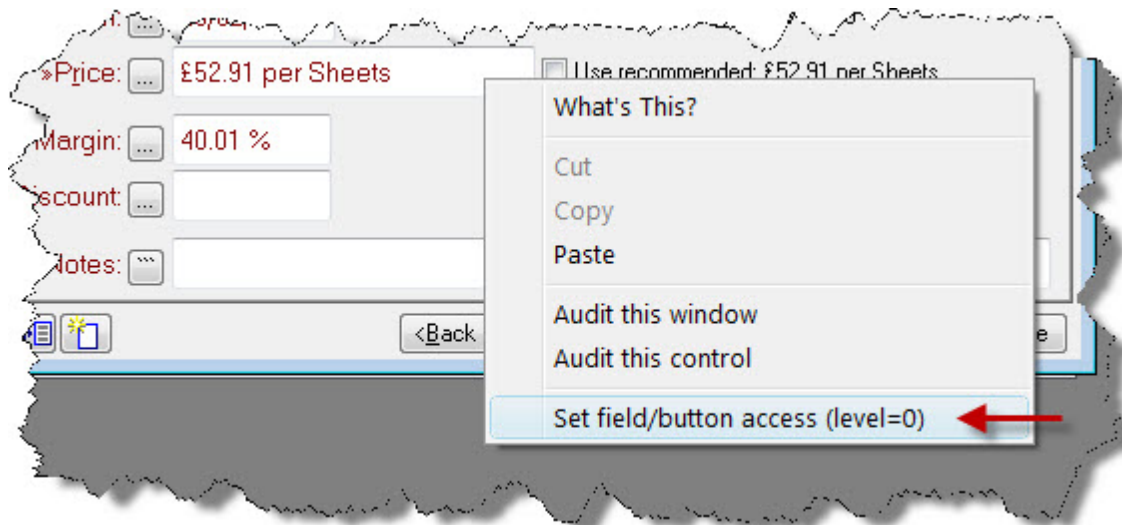 »Price: ... £52.91 per Sheets Use recommended: £52.91 per Sheets
Margin: ... 40.01 %
scount: ...
Notes: ...
What's This?
Cut
Copy
Paste
Audit this window
Audit this control
Set field/button access (level=0)
<Back
e